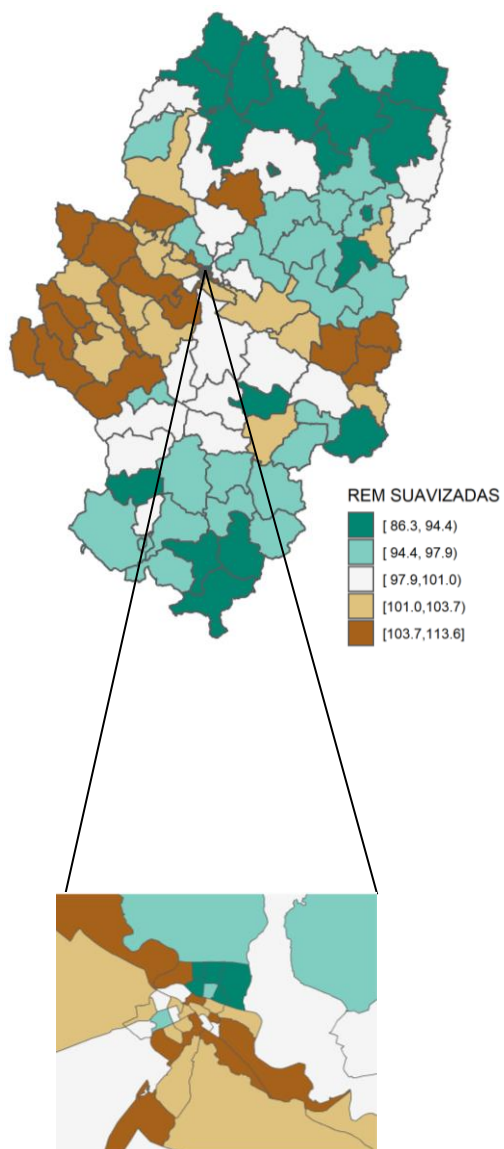 REM SUAVIZADAS
[ 86.3, 94.4)
[ 94.4, 97.9)
[ 97.9,101.0)
[101.0,103.7)
[103.7,113.6]